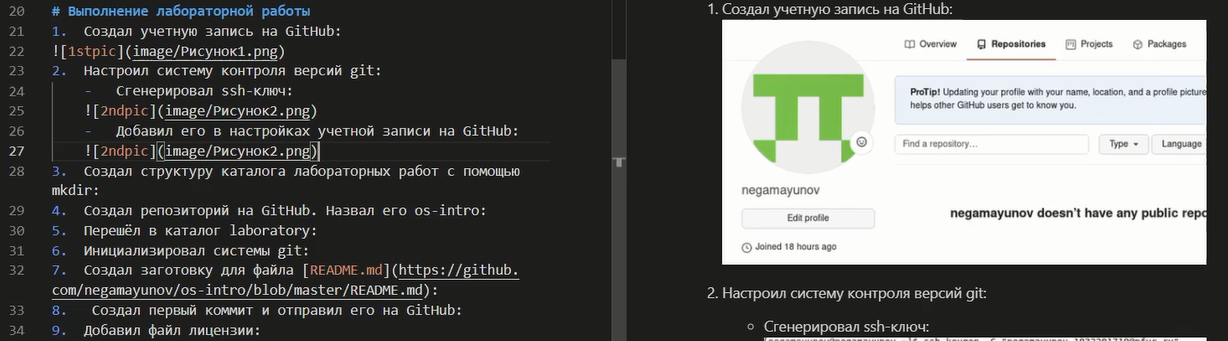 20 # Выполнение лабораторной работы
21 1. Создал учетную запись на GitHub:
22 ![1stpic](image/Рисунок1.png)
23 2. Настроил систему контроля версий git:
24 - Сгенерировал ssh-ключ:
25 ![2ndpic](image/Рисунок2.png)
26 - Добавил его в настройках учетной записи на GitHub:
27 ![2ndpic](image/Рисунок2.png)
28 3. Создал структуру каталога лабораторных работ с помощью
mkdir:
29 4. Создал репозиторий на GitHub. Назвал его os-intro:
30 5. Перешёл в каталог laboratory:
31 6. Инициализировал системы git:
32 7. Создал заготовку для файла [README.md](https://github.
com/negamayunov/os-intro/blob/master/README.md):
33 8. Создал первый коммит и отправил его на GitHub:
34 9. Добавил файл лицензии:
1. Создал учетную запись на GitHub:
Overview Repositories Projects Packages
ProTip! Updating your profile with your name, location, and a profile picture
helps other GitHub users get to know you.
Find a repository… Type Language
negamayunov
negamayunov doesn't have any public repo
Edit profile
Joined 18 hours ago
2. Настроил систему контроля версий git:
Сгенерировал ssh-ключ: